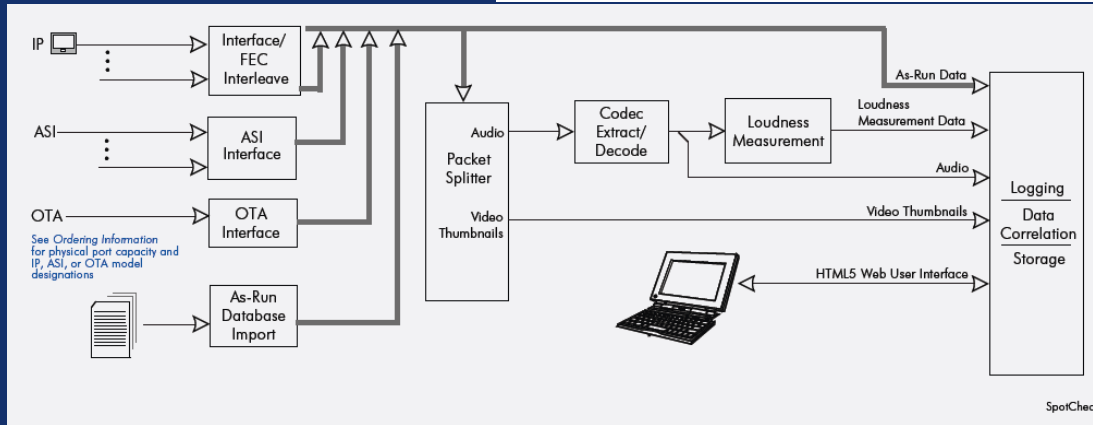 IP
Interface/
FEC
Interleave
ASI
ASI
Interface
OTA
OTA
Interface
See Ordering Information
for physical port capacity and
IP, ASI, or OTA model
designations
As-Run
Database
Import
Audio
Packet
Splitter
Video
Thumbnails
Codec
Extract/
Decode
Loudness
Measurement
As-Run Data
Loudness
Measurement Data
Audio
Video Thumbnails
HTML5 Web User Interface
Logging
Data
Correlation
Storage